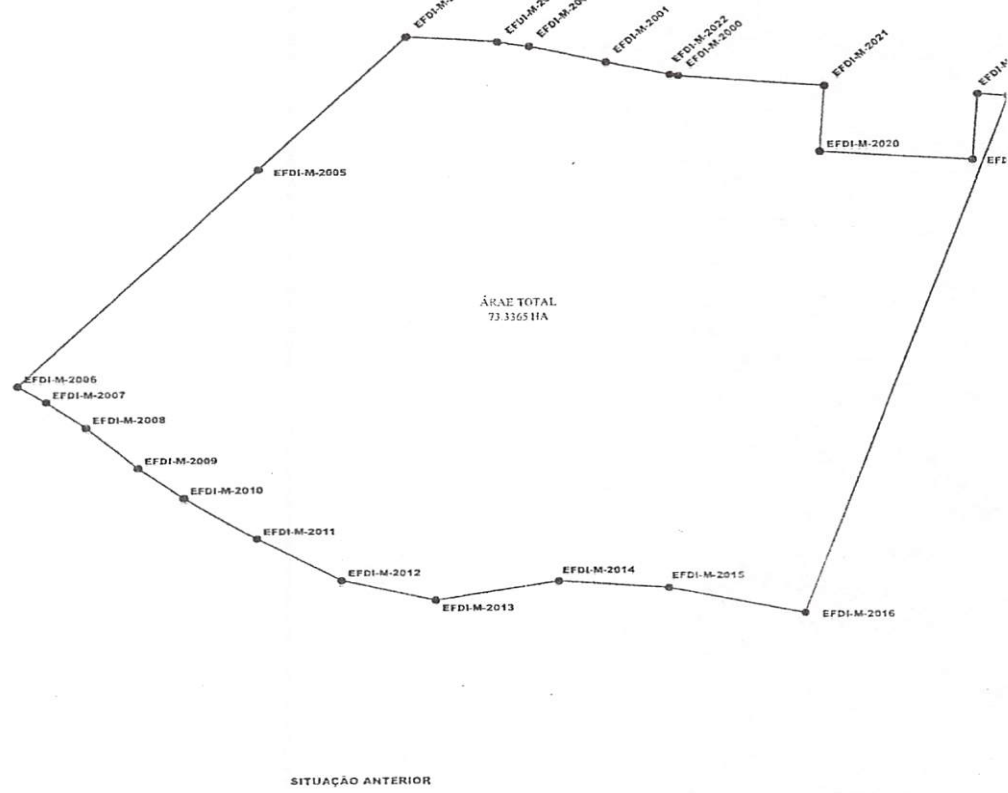 EFDI-M-2001
EFDI-M-2022
EFDI-M-2000
EFDI-M-2021
EFDI-M-2020
EFDI-M-2005
ÁRAE TOTAL
73.3365 HA
EFDI-M-2006
EFDI-M-2007
EFDI-M-2008
EFDI-M-2009
EFDI-M-2010
EFDI-M-2011
EFDI-M-2012
EFDI-M-2013
EFDI-M-2014
EFDI-M-2015
EFDI-M-2016
SITUAÇÃO ANTERIOR